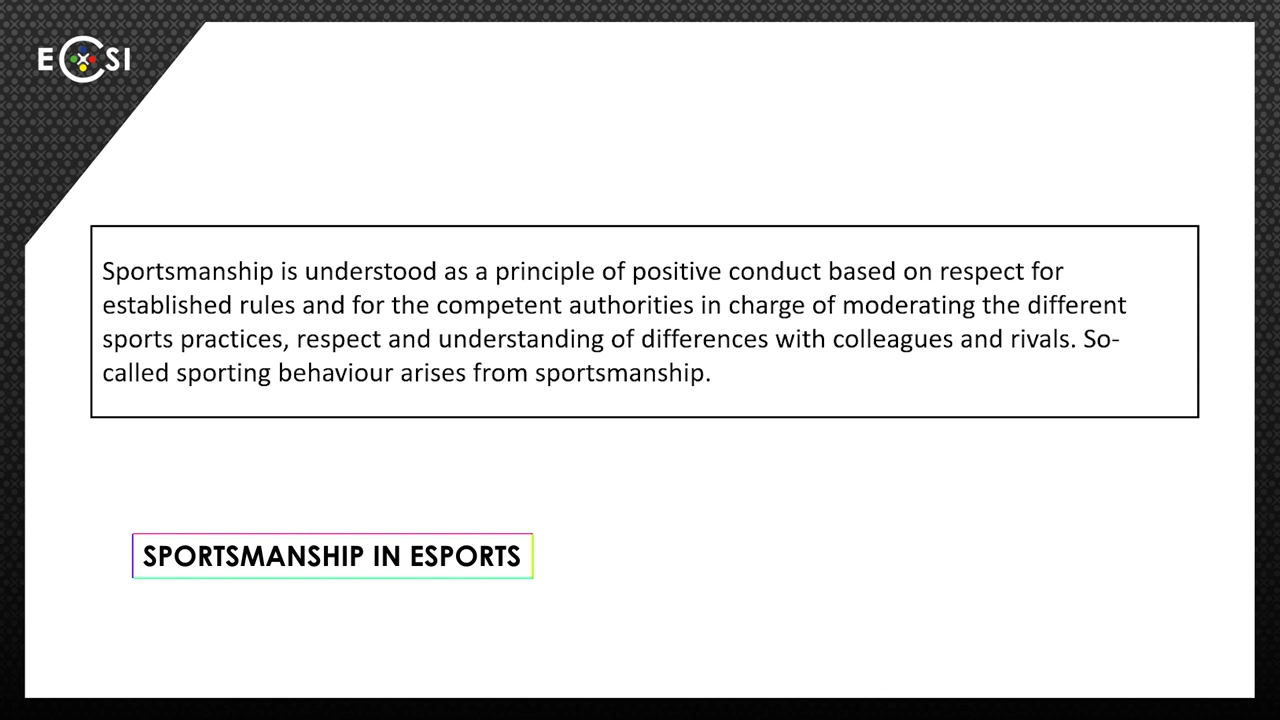 ECSI
Sportsmanship is understood as a principle of positive conduct based on respect for
established rules and for the competent authorities in charge of moderating the different
sports practices, respect and understanding of differences with colleagues and rivals. So-
called sporting behaviour arises from sportsmanship.
SPORTSMANSHIP IN ESPORTS